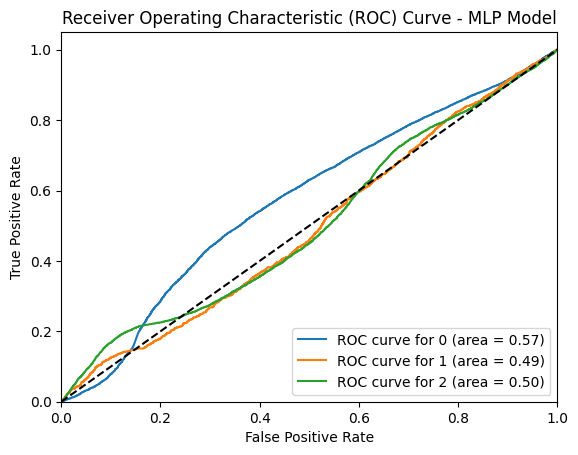 Receiver Operating Characteristic (ROC) Curve - MLP Model
True Positive Rate
1.0
0.8
0.6
0.4
0.2
0.0
ROC curve for 0 (area = 0.57)
ROC curve for 1 (area = 0.49)
ROC curve for 2 (area = 0.50)
0.0 0.2 0.4 0.6 0.8 1.0
False Positive Rate